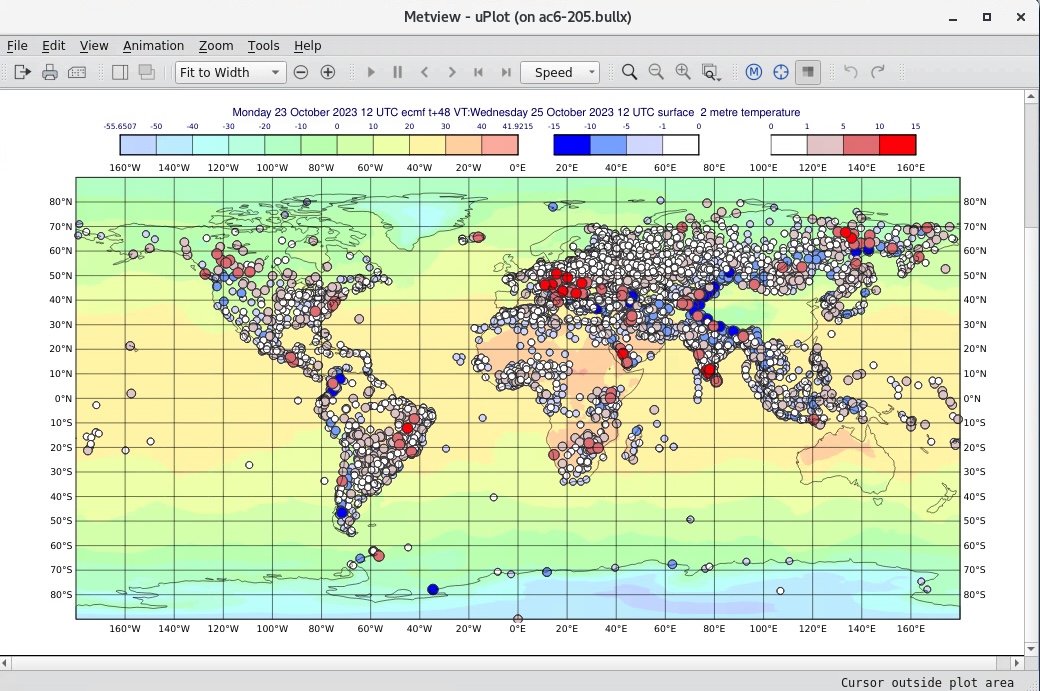 Metview - uPlot (on ac6-205.bullx)
File Edit View Animation Zoom Tools Help
Fit to Width Speed M
Monday 23 October 2023 12 UTC ecmf t+48 VT:Wednesday 25 October 2023 12 UTC surface 2 metre temperature
-55.6507 -50 -40 -30 -20 -10 0 10 20 30 40 41.9215 -15 -10 -5 -1 0 0 1 5 10 15
160°W 140°W 120°W 100°W 80°W 60°W 40°W 20°W 0°E 20°E 40°E 60°E 80°E 100°E 120°E 140°E 160°E
80°N 80°N
70°N 70°N
60°N 60°N
50°N 50°N
40°N 40°N
30°N 30°N
20°N 20°N
10°N 10°N
0°N 0°N
10°S 10°S
20°S 20°S
30°S 30°S
40°S 40°S
50°S 50°S
60°S 60°S
70°S 70°S
80°S 80°S
160°W 140°W 120°W 100°W 80°W 60°W 40°W 20°W 0°E 20°E 40°E 60°E 80°E 100°E 120°E 140°E 160°E
Cursor outside plot area